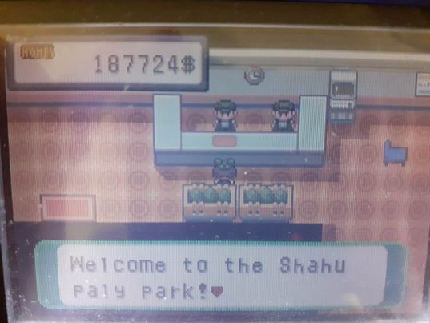 MONEY
187724$
Welcome to the Shahu
paly park!♥